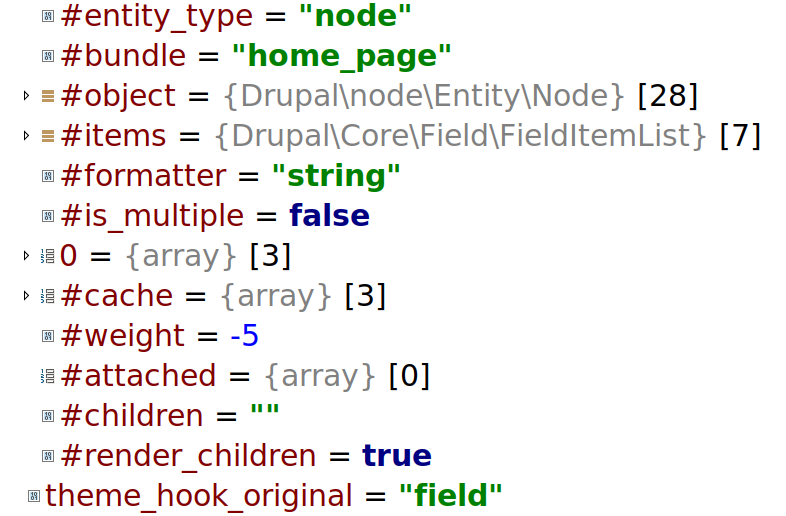 #entity_type = "node"
#bundle = "home_page"
#object = {Drupal\node\Entity\Node} [28]
#items = {Drupal\Core\Field\FieldItemList} [7]
#formatter = "string"
#is_multiple = false
0 = {array} [3]
#cache = {array} [3]
#weight = -5
#attached = {array} [0]
#children = ""
#render_children = true
theme_hook_original = "field"